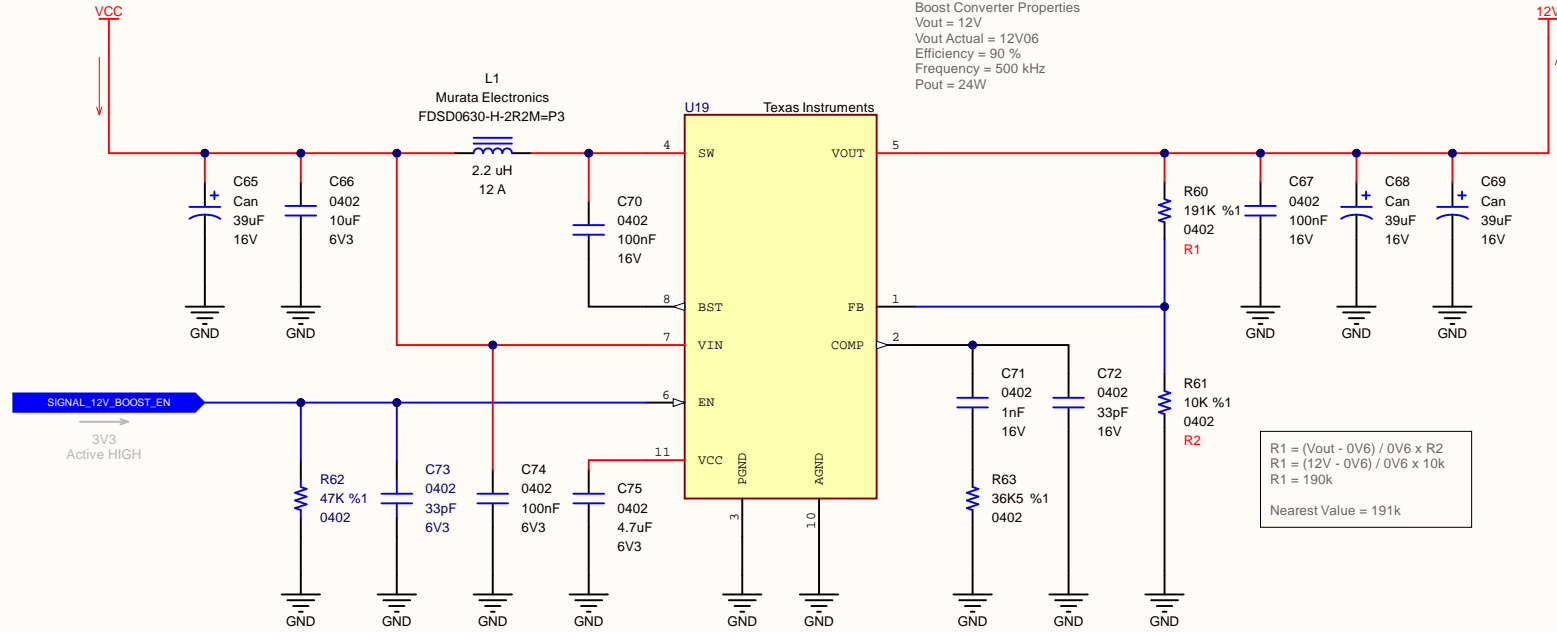 VCC
Boost Converter Properties
Vout = 12V
Vout Actual = 12V06
Efficiency = 90 %
Frequency = 500 kHz
Pout = 24W
12V
L1
Murata Electronics
FDSD0630-H-2R2M=P3
2.2 uH
12 A
U19
Texas Instruments
4
SW
VOUT
5
C65
Can
39uF
16V
GND
C66
0402
10uF
6V3
GND
C70
0402
100nF
16V
R60
191K %1
0402
R1
C67
0402
100nF
16V
GND
C68
Can
39uF
16V
GND
C69
Can
39uF
16V
GND
8
BST
FB
1
7
VIN
COMP
2
SIGNAL_12V_BOOST_EN
3V3
Active HIGH
6
EN
11
VCC
PGND
AGND
3
10
C71
0402
1nF
16V
C72
0402
33pF
16V
R61
10K %1
0402
R2
R62
47K %1
0402
C73
0402
33pF
6V3
C74
0402
100nF
6V3
C75
0402
4.7uF
6V3
R63
36K5 %1
0402
R1 = (Vout - 0V6) / 0V6 x R2
R1 = (12V - 0V6) / 0V6 x 10k
R1 = 190k
Nearest Value = 191k
GND
GND
GND
GND
GND
GND
GND
GND
GND